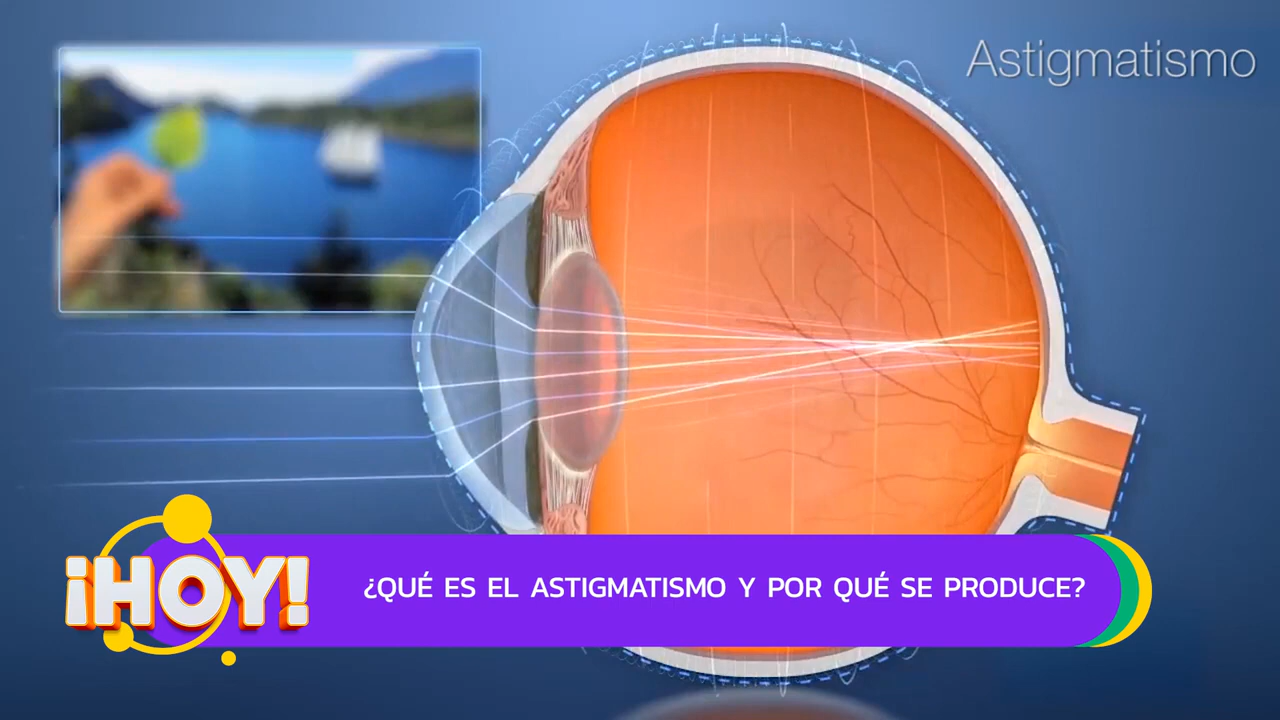 Astigmatismo
¡HOY!
¿QUÉ ES EL ASTIGMATISMO Y POR QUÉ SE PRODUCE?